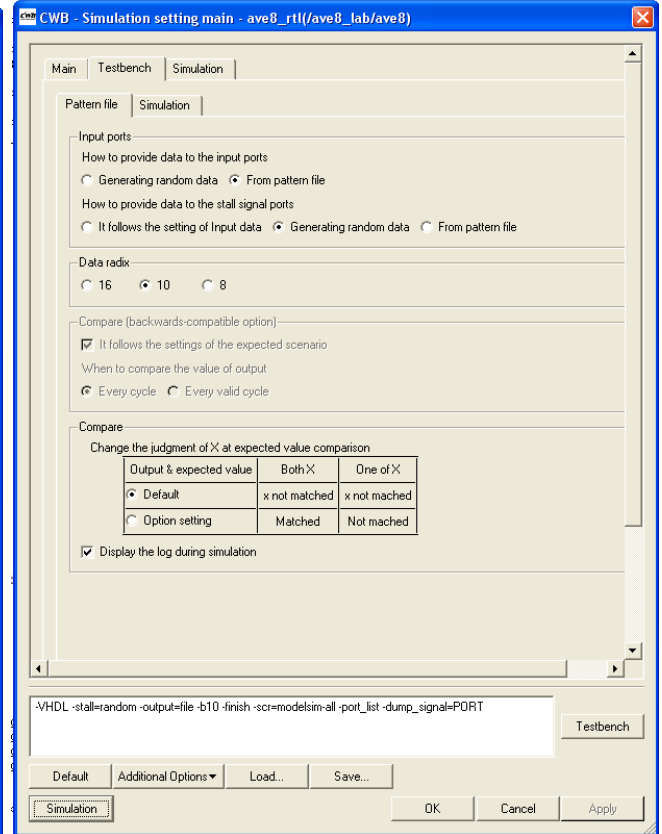 CWB - Simulation setting main - ave8_rtl(/ave8_lab/ave8)
Main Testbench Simulation
Pattern file Simulation
Input ports
How to provide data to the input ports
Generating random data From pattern file
How to provide data to the stall signal ports
It follows the setting of Input data Generating random data From pattern file
Data radix
16 10 8
Compare (backwards-compatible option)
It follows the settings of the expected scenario
When to compare the value of output
Every cycle Every valid cycle
Compare
Change the judgment of X at expected value comparison
Output & expected value Both X One of X
Default x not matched x not mached
Option setting Matched Not mached
Display the log during simulation
-VHDL -stall=random -output=file -b10 -finish -scr=modelsim-all -port_list -dump_signal=PORT
Testbench
Default Additional Options Load... Save...
Simulation OK Cancel Apply